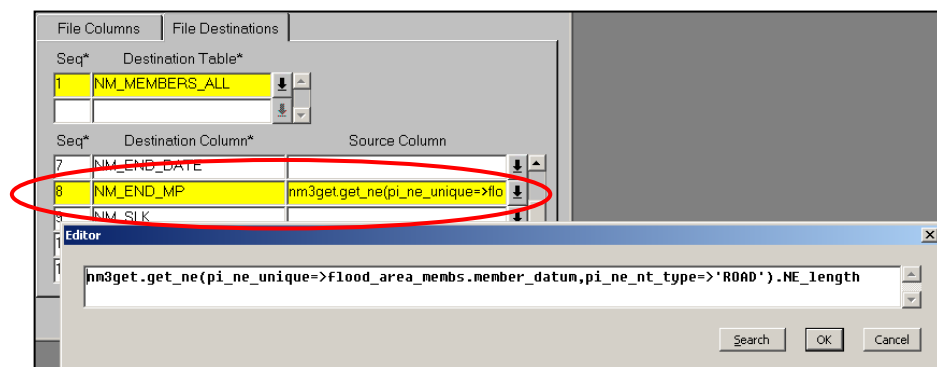 File Columns File Destinations
Seq* Destination Table*
1 NM_MEMBERS_ALL
Seq* Destination Column* Source Column
7 NM_END_DATE
8 NM_END_MP nm3get.get_ne(pi_ne_unique=>flo
9 NM_SLK
Editor
nm3get.get_ne(pi_ne_unique=>flood_area_membs.member_datum,pi_ne_nt_type=>'ROAD').NE_length
Search OK Cancel